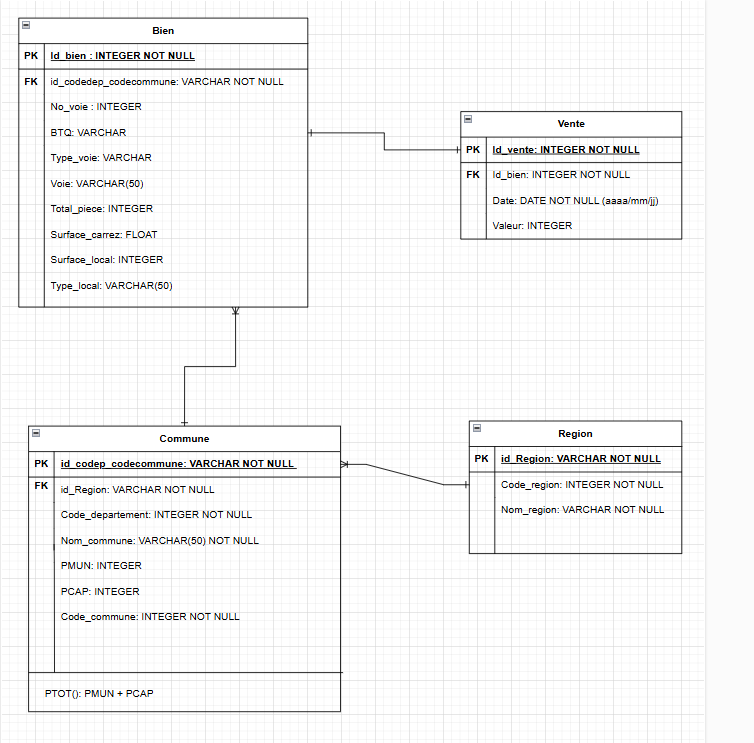 Bien
PK Id_bien : INTEGER NOT NULL
FK id_codedep_codecommune: VARCHAR NOT NULL
No_voie : INTEGER
BTQ: VARCHAR
Type_voie: VARCHAR
Voie: VARCHAR(50)
Total_piece: INTEGER
Surface_carrez: FLOAT
Surface_local: INTEGER
Type_local: VARCHAR(50)
Vente
PK Id_vente: INTEGER NOT NULL
FK Id_bien: INTEGER NOT NULL
Date: DATE NOT NULL (aaaa/mm/jj)
Valeur: INTEGER
Commune
PK id_codep_codecommune: VARCHAR NOT NULL
FK id_Region: VARCHAR NOT NULL
Code_departement: INTEGER NOT NULL
Nom_commune: VARCHAR(50) NOT NULL
PMUN: INTEGER
PCAP: INTEGER
Code_commune: INTEGER NOT NULL
PTOT(): PMUN + PCAP
Region
PK id_Region: VARCHAR NOT NULL
Code_region: INTEGER NOT NULL
Nom_region: VARCHAR NOT NULL